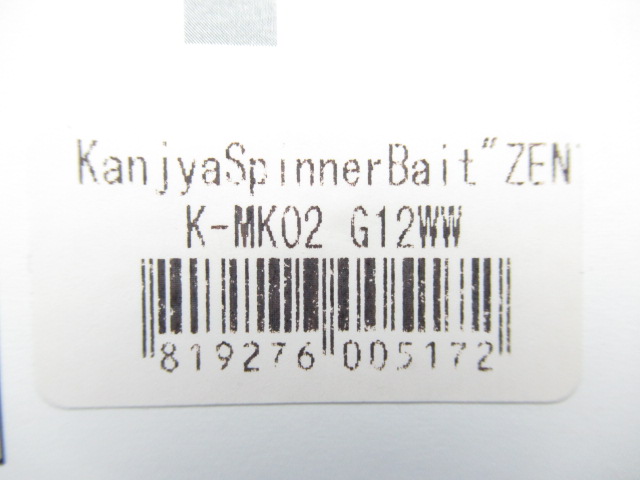 KanjyaSpinnerBait"ZEN
K-MK02 G12WW
819276 005172